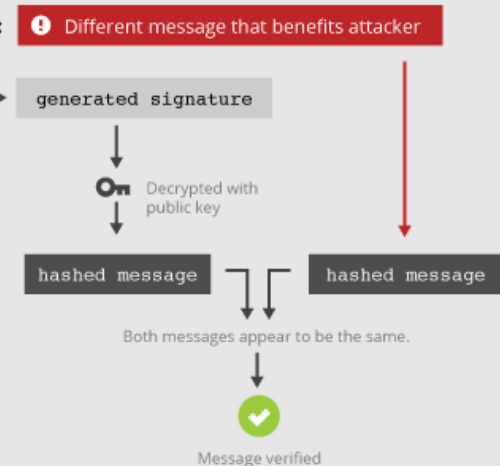 : Different message that benefits attacker
generated signature
Decrypted with
public key
hashed message
hashed message
Both messages appear to be the same.
Message verified